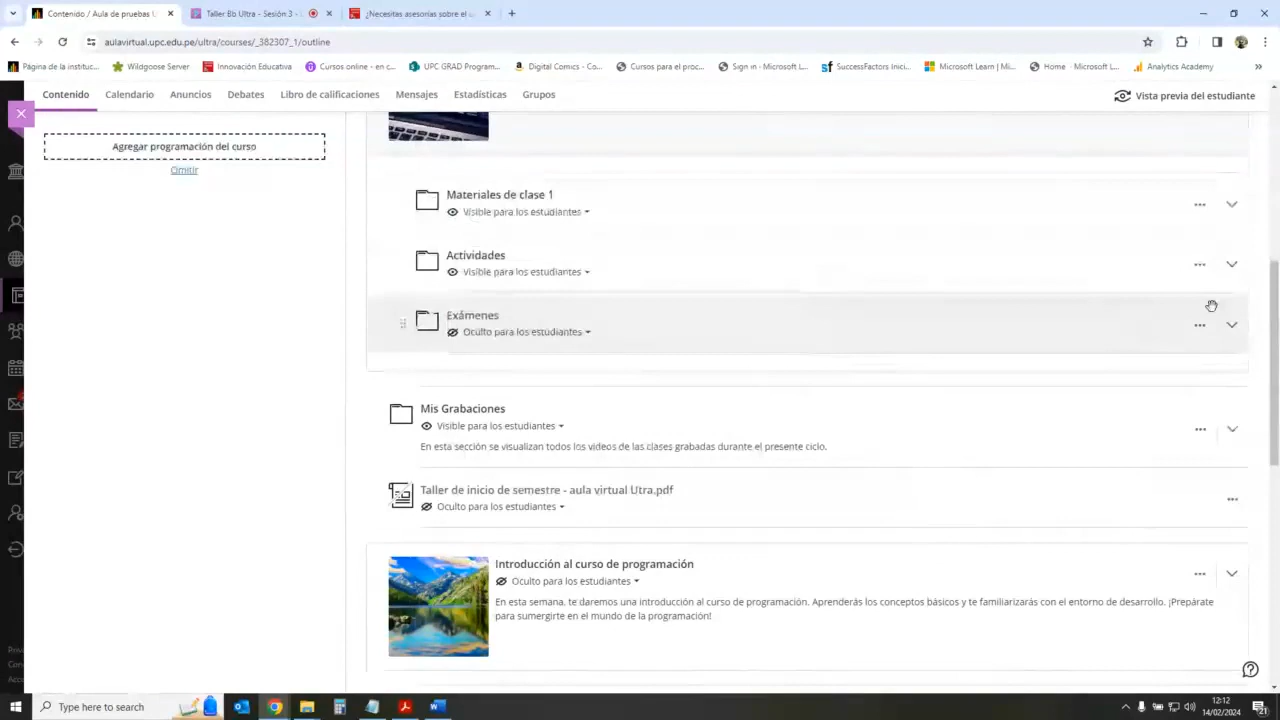 Contenido / Aula de pruebas U
Taller Bb Ultra - Sesión 3 -
¿Necesitas asesorías sobre el u
aulavirtual.upc.edu.pe/ultra/courses/_382307_1/outline
Página de la instituc...
Wildgoose Server
Innovación Educativa
Cursos online - en c...
UPC GRAD Program...
Digital Comics - Co...
Cursos para el proc...
Sign in - Microsoft L...
SuccessFactors Inici...
Microsoft Learn | Mi...
Home - Microsoft L...
Analytics Academy
Contenido
Calendario
Anuncios
Debates
Libro de calificaciones
Mensajes
Estadísticas
Grupos
Vista previa del estudiante
Agregar programación del curso
Omitir
Materiales de clase 1
Visible para los estudiantes
Actividades
Visible para los estudiantes
Exámenes
Oculto para los estudiantes
Mis Grabaciones
Visible para los estudiantes
En esta sección se visualizan todos los videos de las clases grabadas durante el presente ciclo.
Taller de inicio de semestre - aula virtual Utra.pdf
Oculto para los estudiantes
Introducción al curso de programación
Oculto para los estudiantes
En esta semana, te daremos una introducción al curso de programación. Aprenderás los conceptos básicos y te familiarizarás con el entorno de desarrollo. ¡Prepárate
para sumergirte en el mundo de la programación!
Priv
Con
Acc
Type here to search
12:12
14/02/2024